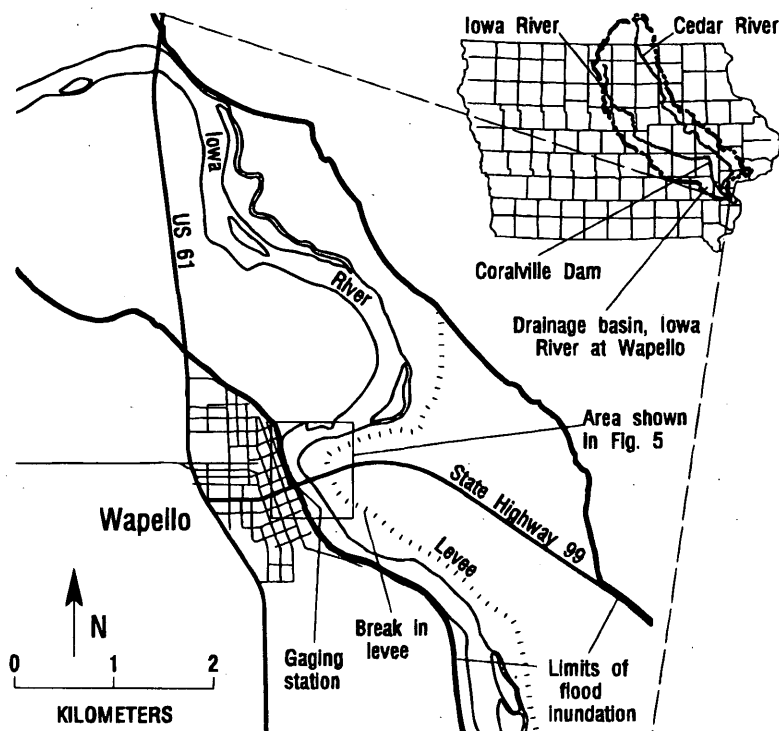 Iowa River
Cedar River
Iowa
River
US 61
Coralville Dam
Drainage basin, Iowa
River at Wapello
Area shown
in Fig. 5
State Highway 99
Wapello
Levee
N
Break in
levee
Gaging
station
Limits of
flood
inundation
0 1 2
KILOMETERS